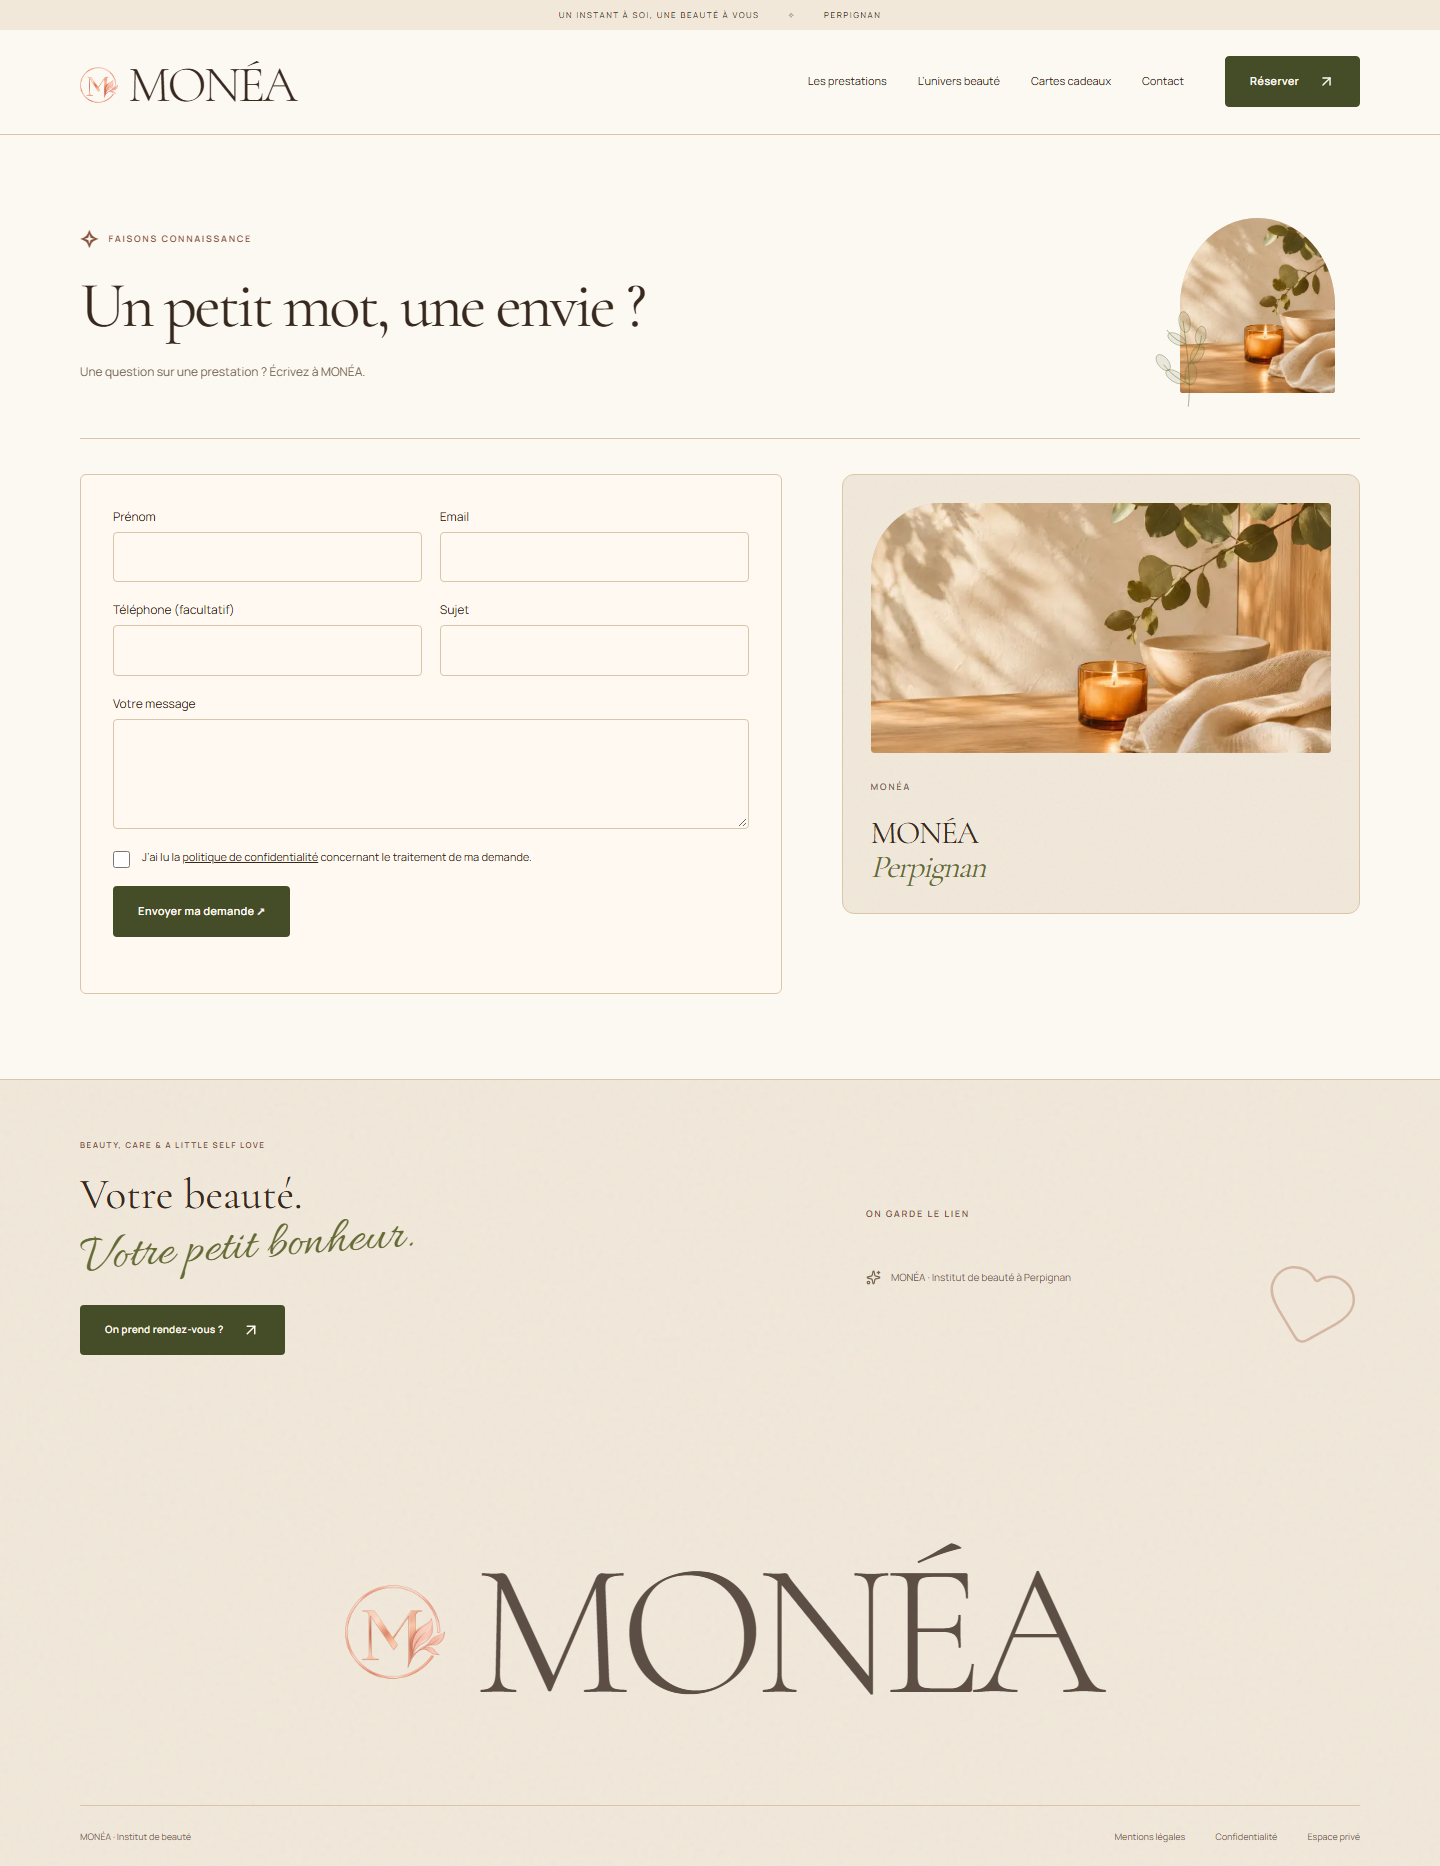 UN INSTANT À SOI, UNE BEAUTÉ À VOUS ✧ PERPIGNAN
M MONÉA
Les prestations L'univers beauté Cartes cadeaux Contact Réserver
FAISONS CONNAISSANCE
Un petit mot, une envie ?
Une question sur une prestation ? Écrivez à MONÉA.
Prénom Email
Téléphone (facultatif) Sujet
Votre message
J'ai lu la politique de confidentialité concernant le traitement de ma demande.
Envoyer ma demande ↗
MONÉA
MONÉA
Perpignan
BEAUTY, CARE & A LITTLE SELF LOVE
Votre beauté.
Votre petit bonheur.
On prend rendez-vous ?
ON GARDE LE LIEN
MONÉA · Institut de beauté à Perpignan
M MONÉA
MONÉA · Institut de beauté
Mentions légales Confidentialité Espace privé